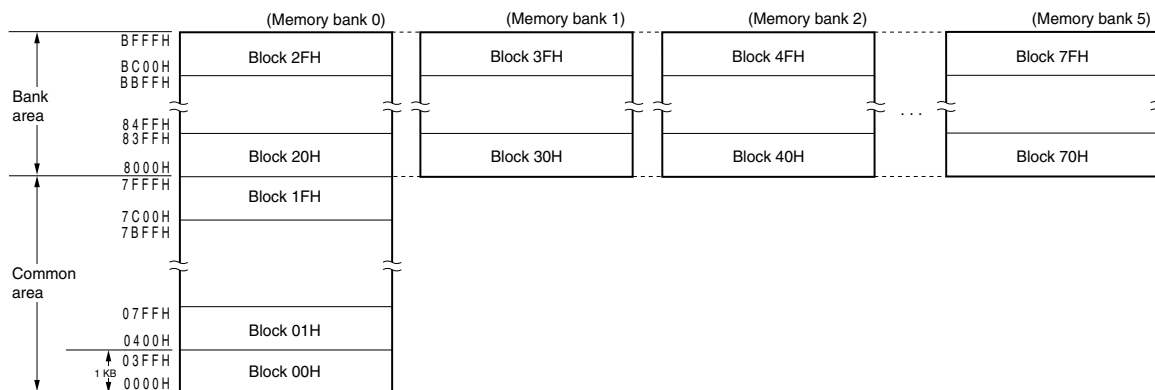 (Memory bank 0) (Memory bank 1) (Memory bank 2) (Memory bank 5)
BFFFH
Block 2FH Block 3FH Block 4FH Block 7FH
BC00H
BBFFH
Bank
area
. . .
84FFH
83FFH
Block 20H Block 30H Block 40H Block 70H
8000H
7FFFH
Block 1FH
7C00H
7BFFH
Common
area
07FFH
Block 01H
0400H
03FFH
1 KB
Block 00H
0000H